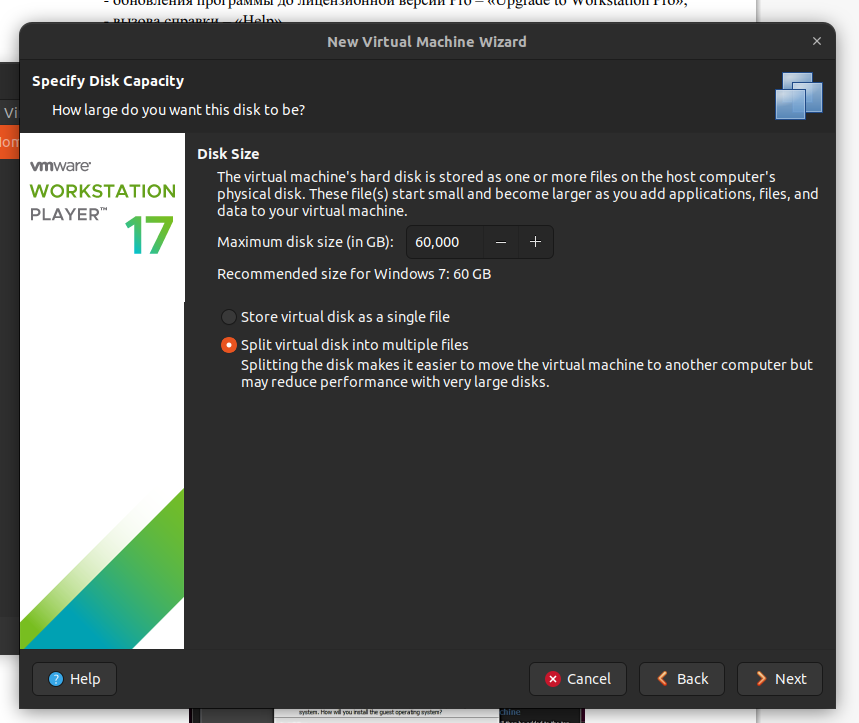 - обновления программы до лицензионной версии Pro – «Upgrade to Workstation Pro»;
- вызова справки – «Help»
New Virtual Machine Wizard
Specify Disk Capacity
How large do you want this disk to be?
Vi
vmware
WORKSTATION
PLAYER™
17
Disk Size
The virtual machine's hard disk is stored as one or more files on the host computer's
physical disk. These file(s) start small and become larger as you add applications, files, and
data to your virtual machine.
Maximum disk size (in GB): 60,000 − +
Recommended size for Windows 7: 60 GB
Store virtual disk as a single file
Split virtual disk into multiple files
Splitting the disk makes it easier to move the virtual machine to another computer but
may reduce performance with very large disks.
Help
Cancel
Back
Next
system. How will you install the guest operating system?
chine